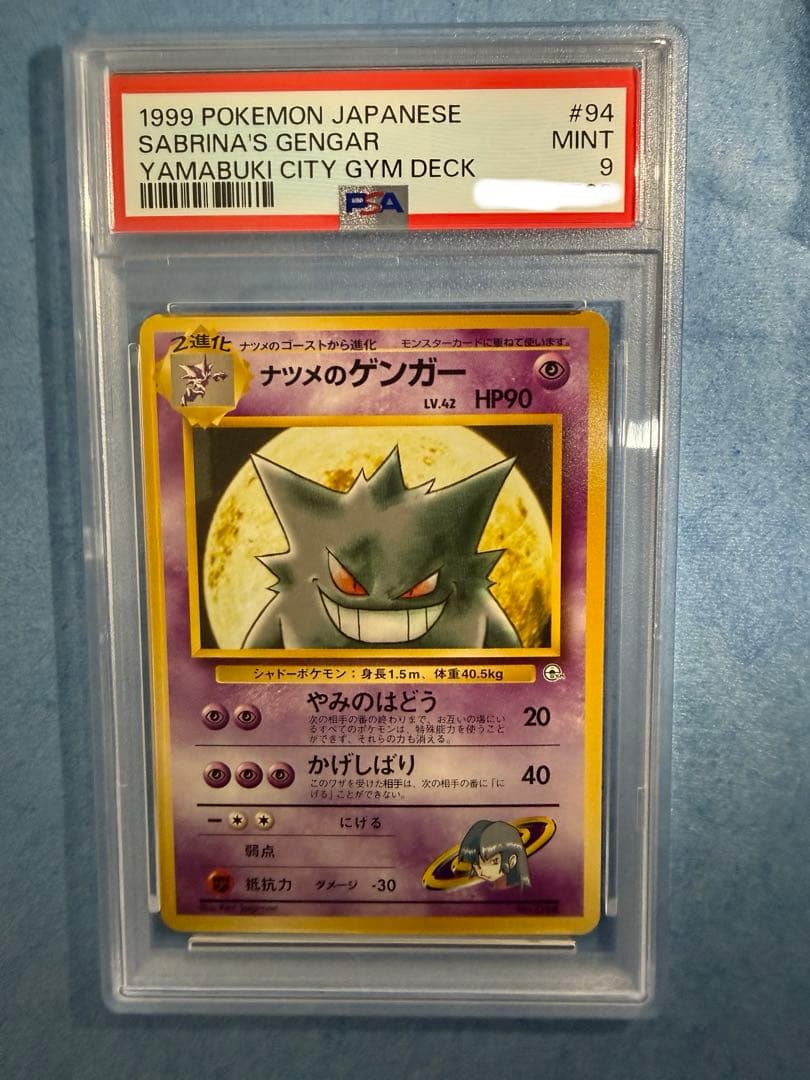 1999 POKEMON JAPANESE #94
SABRINA'S GENGAR MINT
YAMABUKI CITY GYM DECK 9
PSA
2進化 ナツメのゴーストから進化 モンスターカードに重ねて使います。
ナツメのゲンガー
LV.42 HP90
シャドーポケモン：身長1.5m、体重40.5kg
やみのはどう 20
次の相手の番の終わりまで、お互いの場にい
るすべてのポケモンは、特殊能力を使うこと
ができず、それらの力も消える。
かげしばり 40
このワザを受けた相手は、次の相手の番に「に
げる」ことができない。
にげる
弱点
抵抗力 ダメージ -30